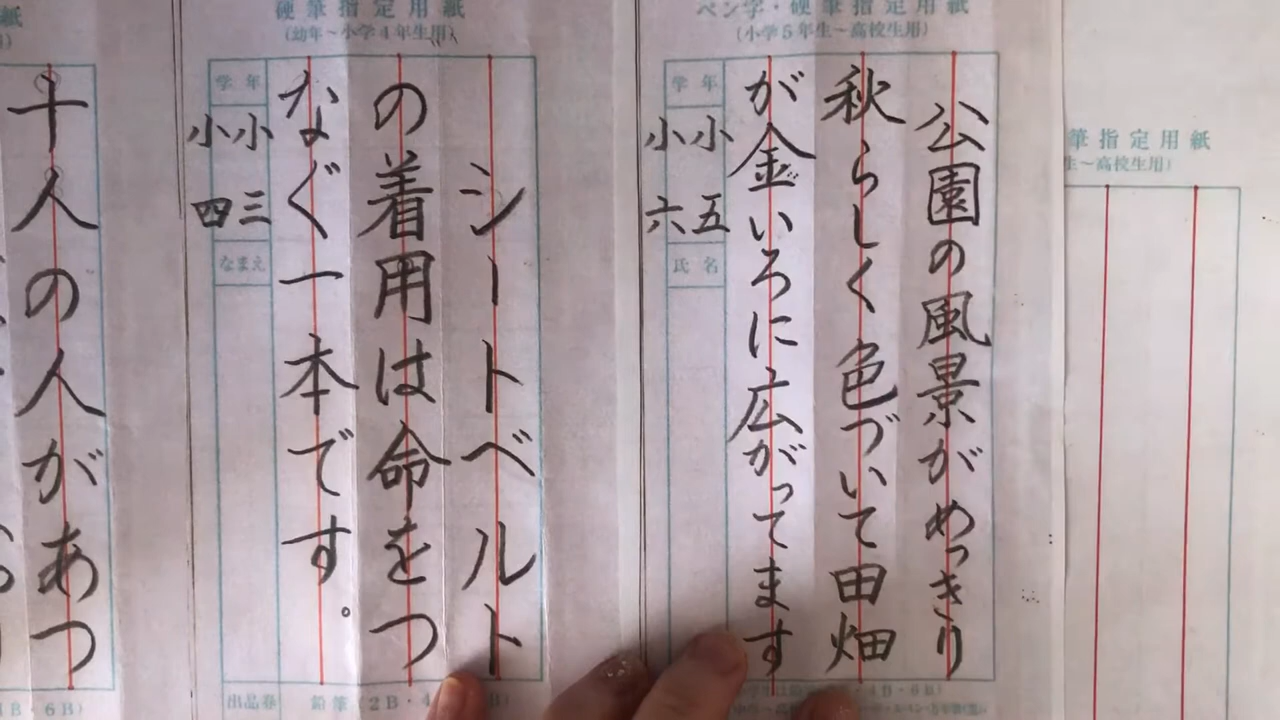 筆指定用紙
生〜高校生用)
ペン字・硬筆指定用紙
(小学5年生〜高校生用)
公園の風景がめっきり
秋らしく色づいて田畑
が金いろに広がってます
学年
小五
小六
氏名
硬筆指定用紙
(幼年〜小学4年生用)
シートベルト
の着用は命をつ
なぐ一本です。
学年
小三
小四
なまえ
出品券
鉛筆(2B・4
紙
十人の人があつ
B・6B)
4B・6B)